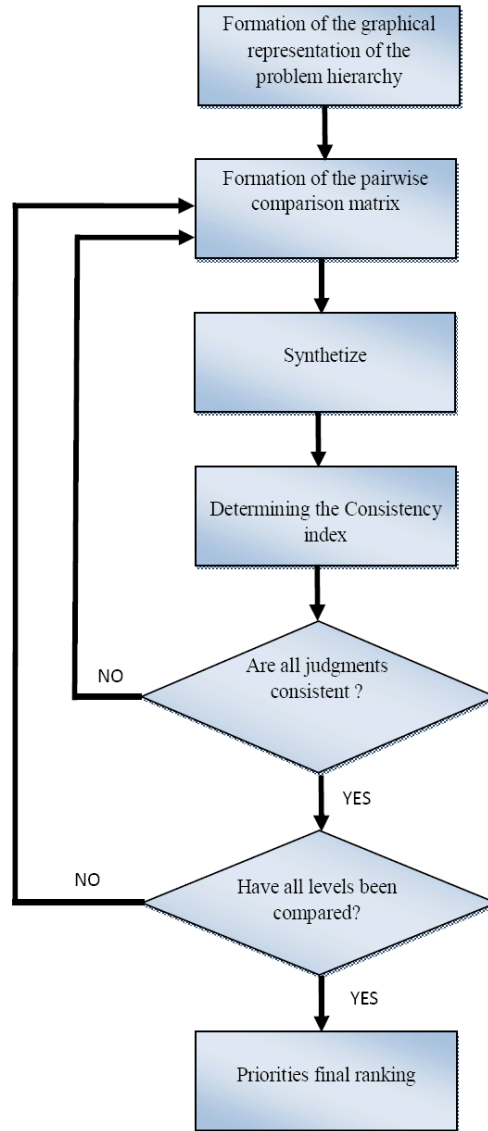 Formation of the graphical
representation of the
problem hierarchy
Formation of the pairwise
comparison matrix
Synthetize
Determining the Consistency
index
Are all judgments
consistent ?
NO
YES
Have all levels been
compared?
NO
YES
Priorities final ranking